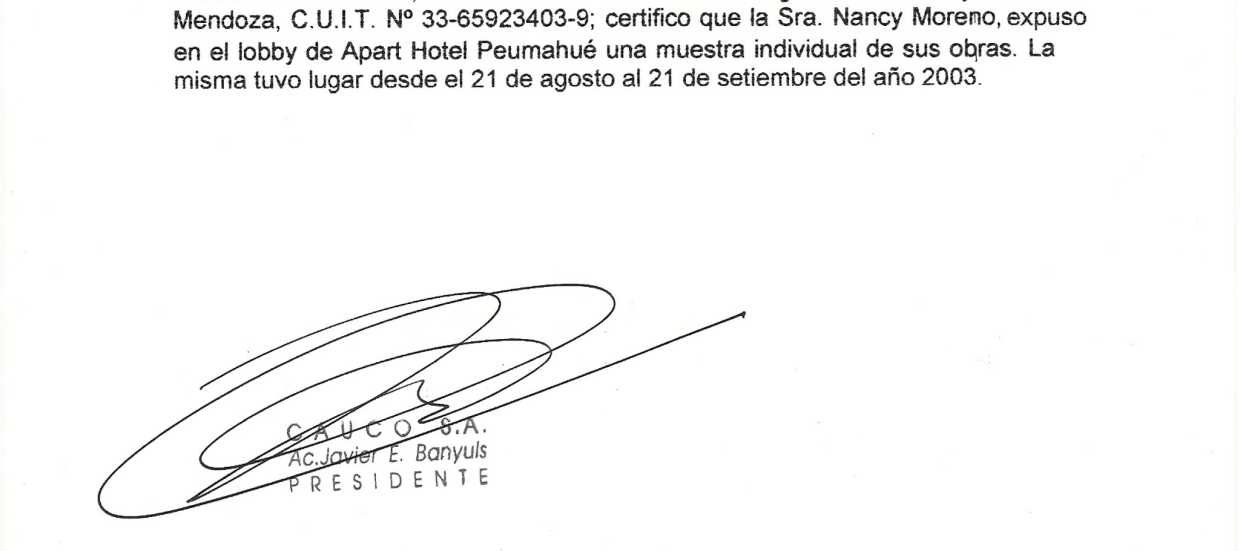 Mendoza, C.U.I.T. Nº 33-65923403-9; certifico que la Sra. Nancy Moreno, expuso
en el lobby de Apart Hotel Peumahué una muestra individual de sus obras. La
misma tuvo lugar desde el 21 de agosto al 21 de setiembre del año 2003.
CAUCO S.A.
Ac.Javier E. Banyuls
PRESIDENTE